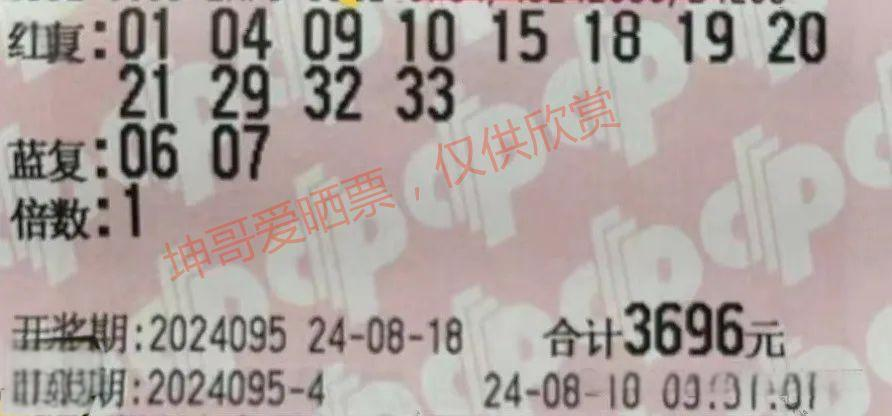 红复:01 04 09 10 15 18 19 20
21 29 32 33
蓝复:06 07
倍数:1
坤哥爱晒票，仅供欣赏
开奖期:2024095 24-08-18 合计3696元
期:2024095-4 24-08-10